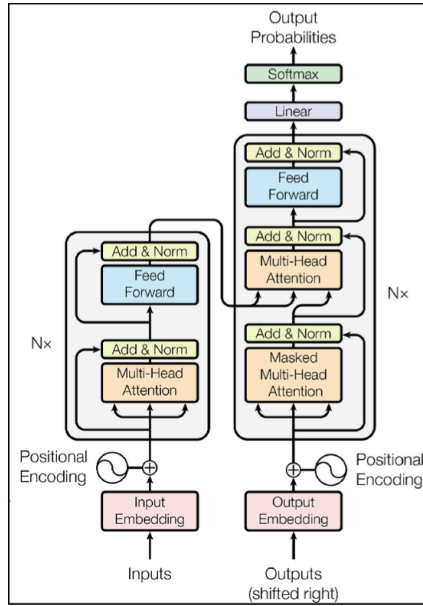 Output
Probabilities
Softmax
Linear
Add & Norm
Feed
Forward
Add & Norm
Multi-Head
Attention
Nx
Add & Norm
Masked
Multi-Head
Attention
Add & Norm
Feed
Forward
Nx
Add & Norm
Multi-Head
Attention
Positional
Encoding
Positional
Encoding
Input
Embedding
Output
Embedding
Inputs
Outputs
(shifted right)